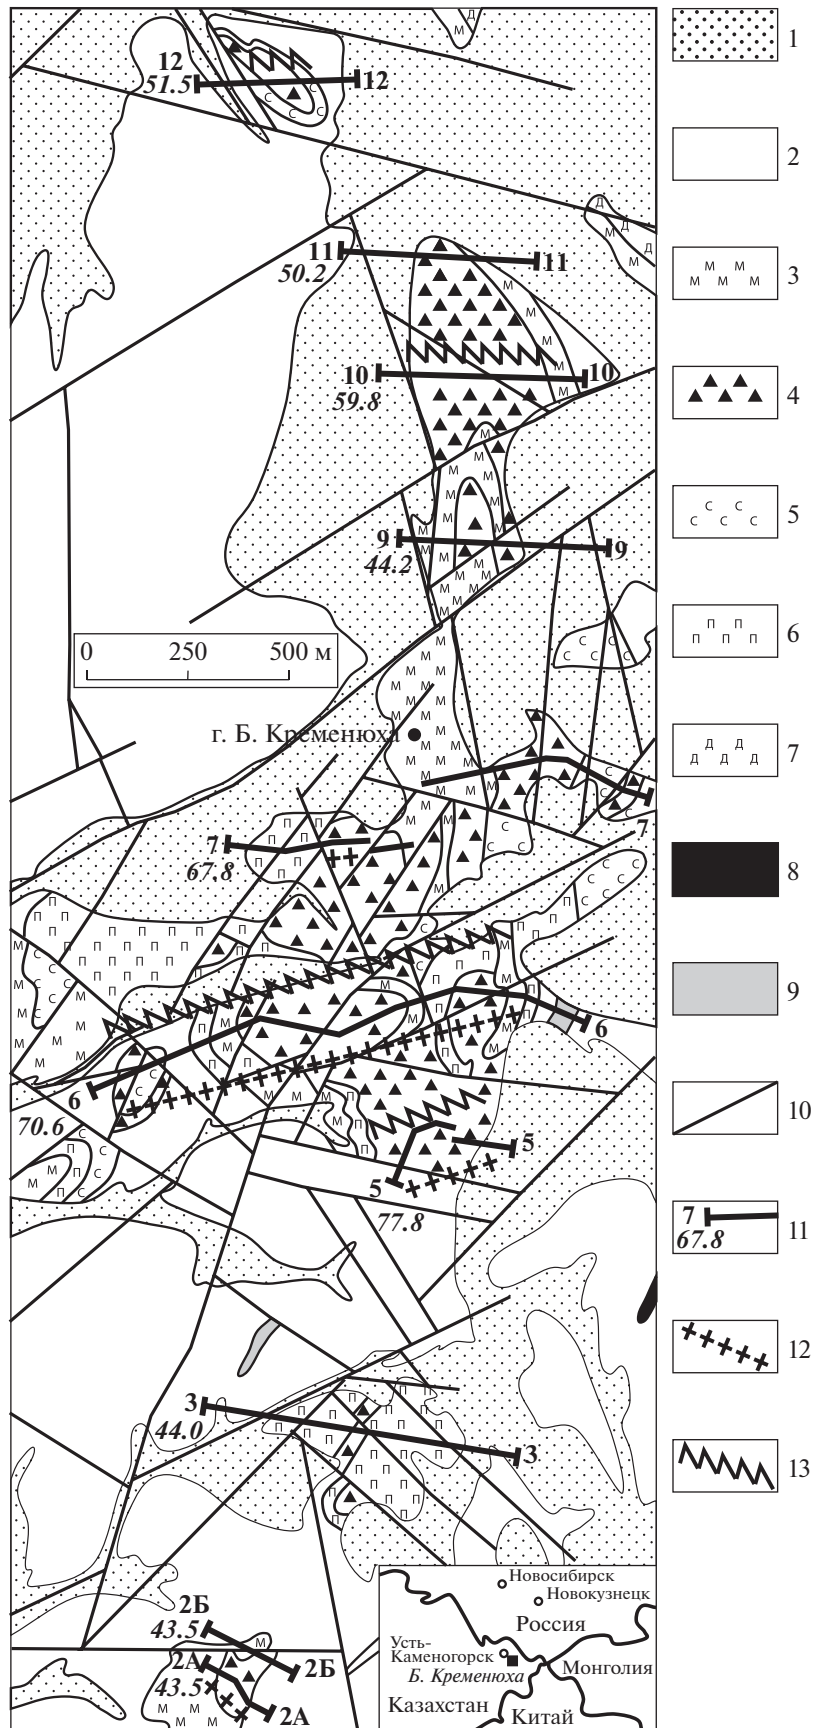 12
51.5
12
1
2
11
50.2
11
3
10
59.8
10
4
9
44.2
9
5
6
0 250 500 м
г. Б. Кременюха
7
7
7
67.8
8
9
6
6
70.6
10
5
5
77.8
7
67.8
11
12
3
44.0
3
13
2Б
43.5
2Б
2А
43.5
2А
Новосибирск
Новокузнецк
Россия
Усть-
Каменогорск
Б. Кременюха
Монголия
Казахстан
Китай